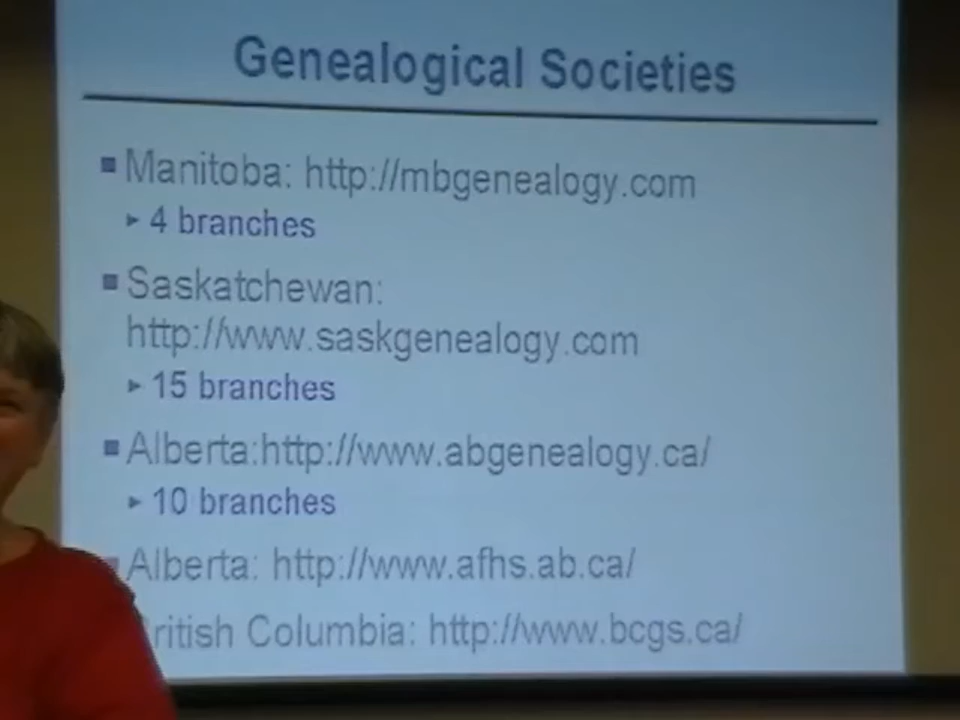 Genealogical Societies
Manitoba: http://mbgenealogy.com
4 branches
Saskatchewan:
http://www.saskgenealogy.com
15 branches
Alberta:http://www.abgenealogy.ca/
10 branches
Alberta: http://www.afhs.ab.ca/
ritish Columbia: http://www.bcgs.ca/